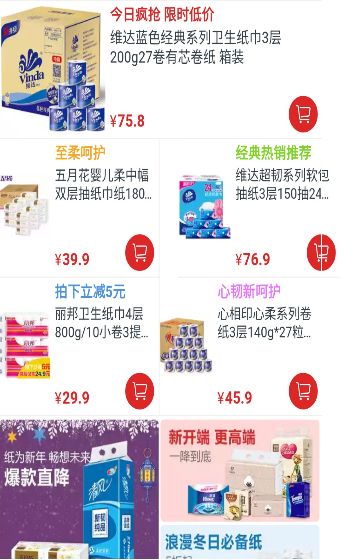 今日疯抢 限时低价
维达蓝色经典系列卫生纸巾3层
200g27卷有芯卷纸 箱装
Vinda
维达
¥75.8
至柔呵护
五月花婴儿柔中幅
双层抽纸巾纸180...
¥39.9
经典热销推荐
维达超韧系列软包
抽纸3层150抽24...
¥76.9
拍下立减5元
丽邦卫生纸巾4层
800g/10小卷3提...
¥29.9
心韧新呵护
心相印心柔系列卷
纸3层140g*27粒...
¥45.9
纸为新年 畅想未来
爆款直降
清风
新韧
纯品
新开端 更高端
一降到底
Tempo
浪漫冬日必备纸